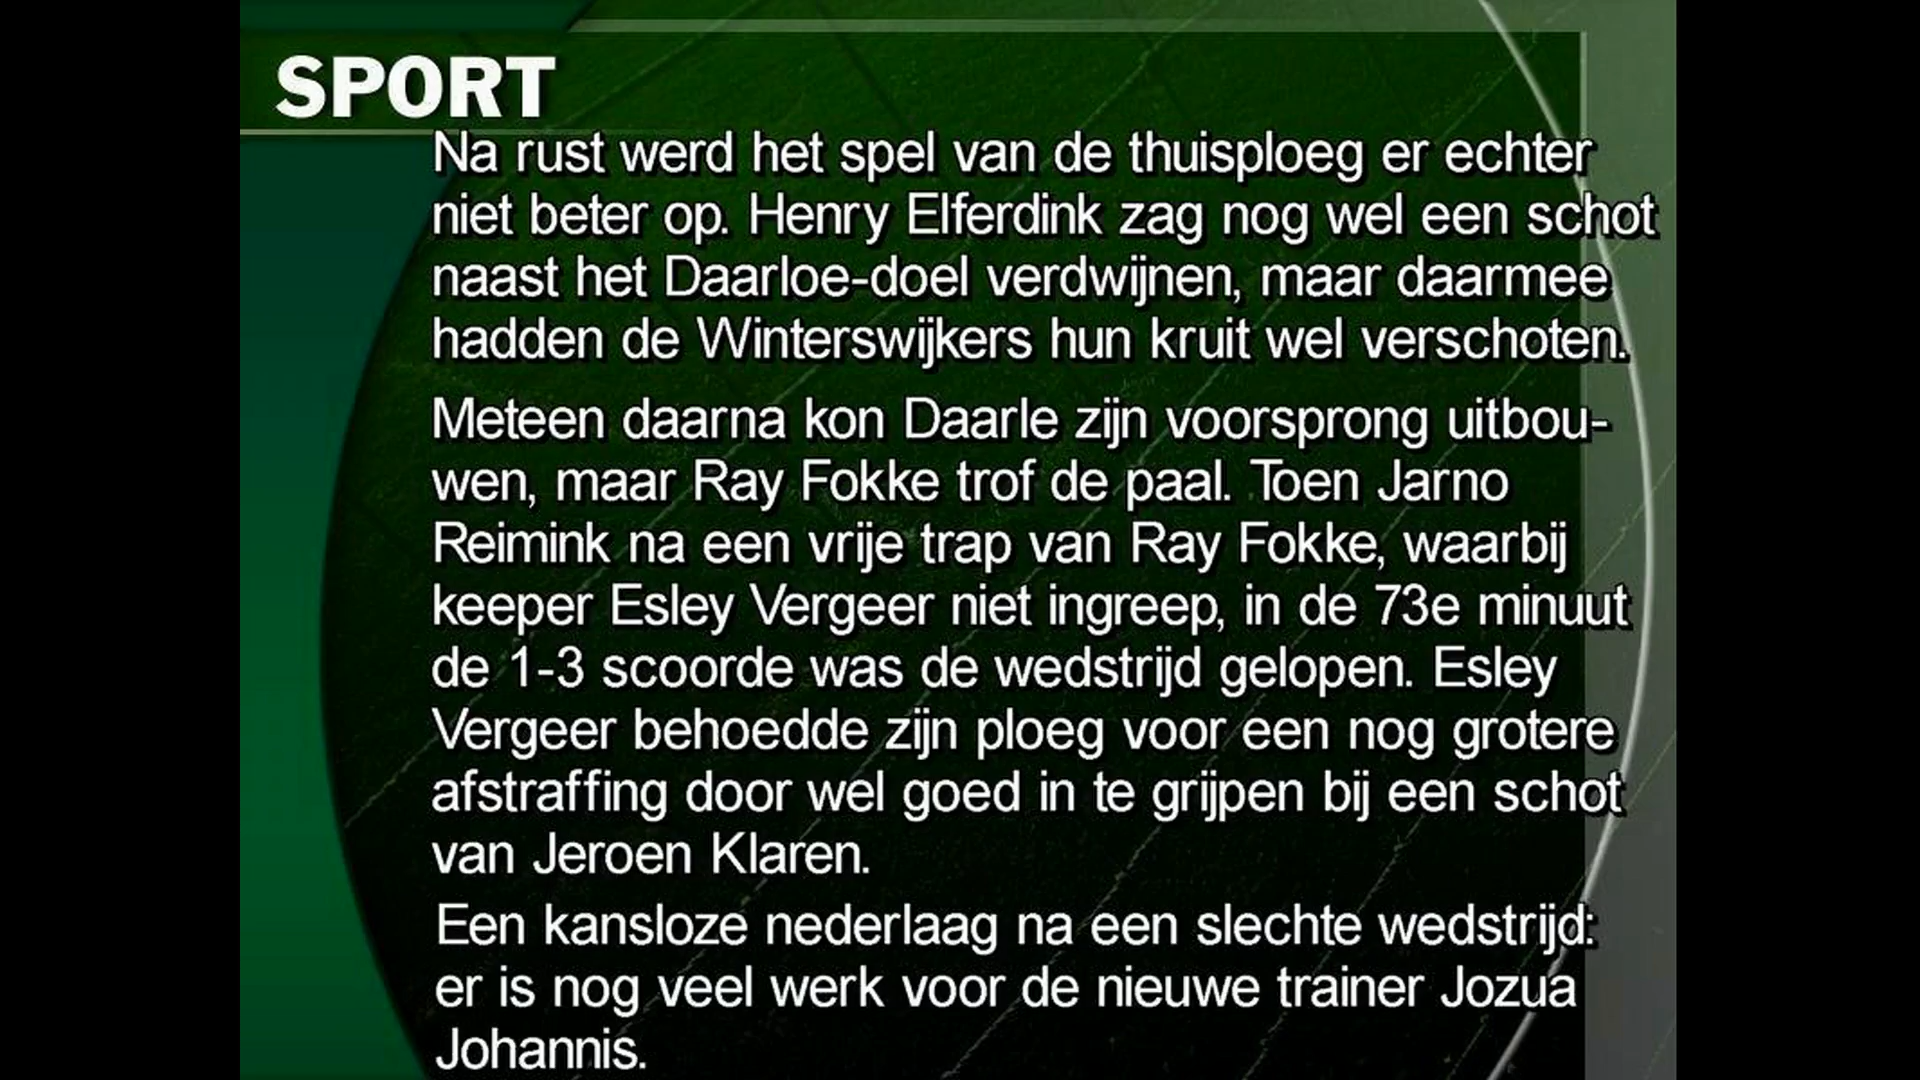 SPORT
Na rust werd het spel van de thuisploeg er echter
niet beter op. Henry Elferdink zag nog wel een schot
naast het Daarloe-doel verdwijnen, maar daarmee
hadden de Winterswijkers hun kruit wel verschoten.
Meteen daarna kon Daarle zijn voorsprong uitbou-
wen, maar Ray Fokke trof de paal. Toen Jarno
Reimink na een vrije trap van Ray Fokke, waarbij
keeper Esley Vergeer niet ingreep, in de 73e minuut
de 1-3 scoorde was de wedstrijd gelopen. Esley
Vergeer behoedde zijn ploeg voor een nog grotere
afstraffing door wel goed in te grijpen bij een schot
van Jeroen Klaren.
Een kansloze nederlaag na een slechte wedstrijd:
er is nog veel werk voor de nieuwe trainer Jozua
Johannis.